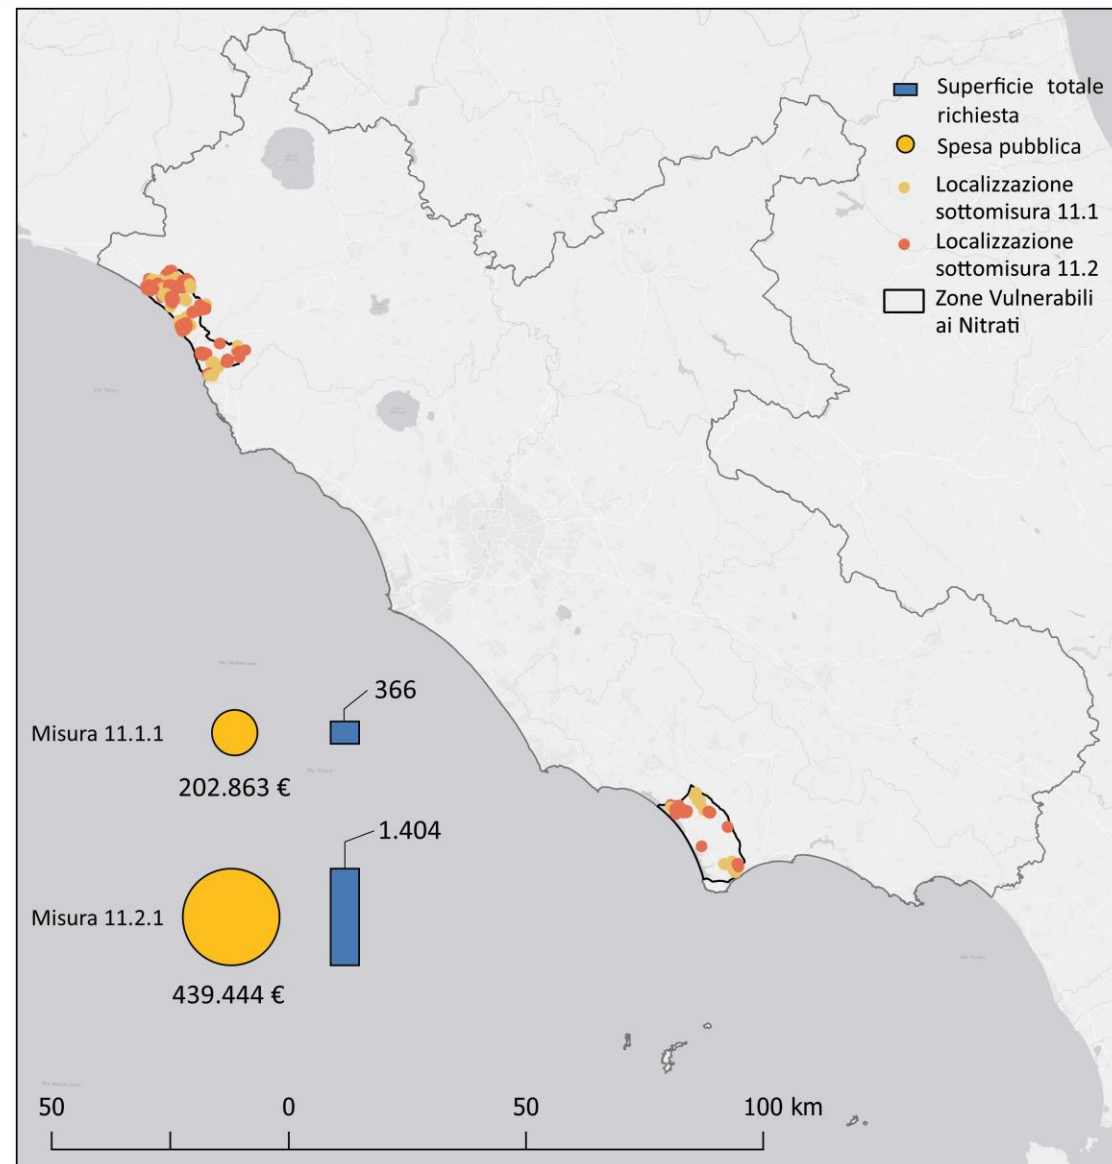 Superficie totale
richiesta
Spesa pubblica
Localizzazione
sottomisura 11.1
Localizzazione
sottomisura 11.2
Zone Vulnerabili
ai Nitrati
366
Misura 11.1.1
202.863 €
1.404
Misura 11.2.1
439.444 €
50 0 50 100 km